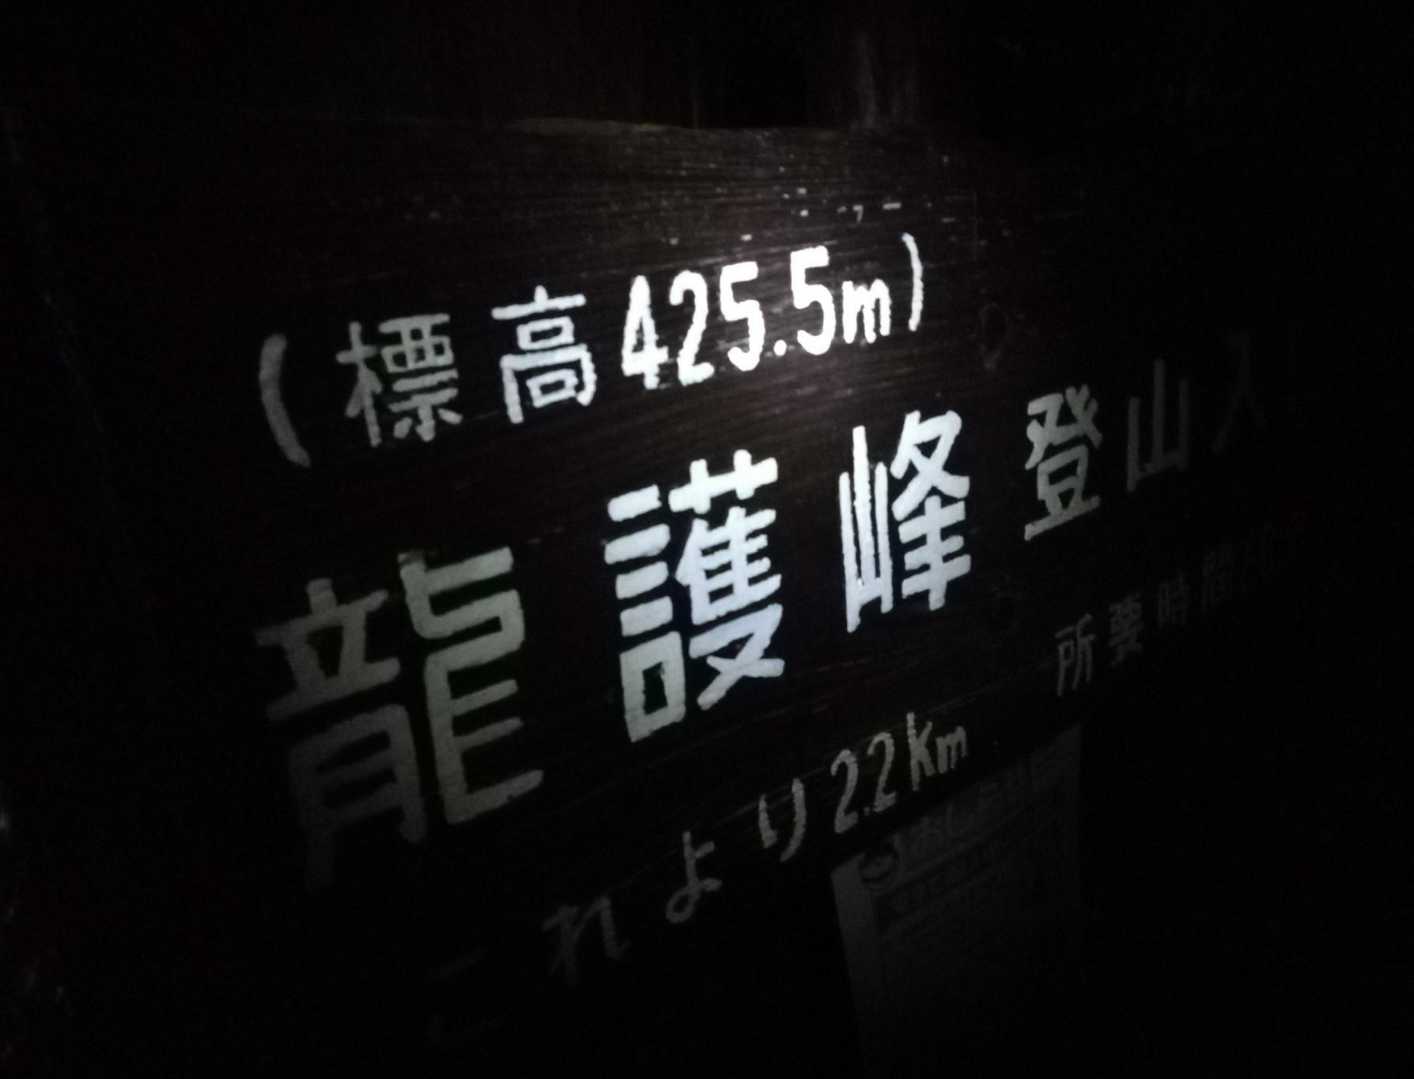 (標高425.5m)
龍護峰登山入
これより2.2Km 所要時間